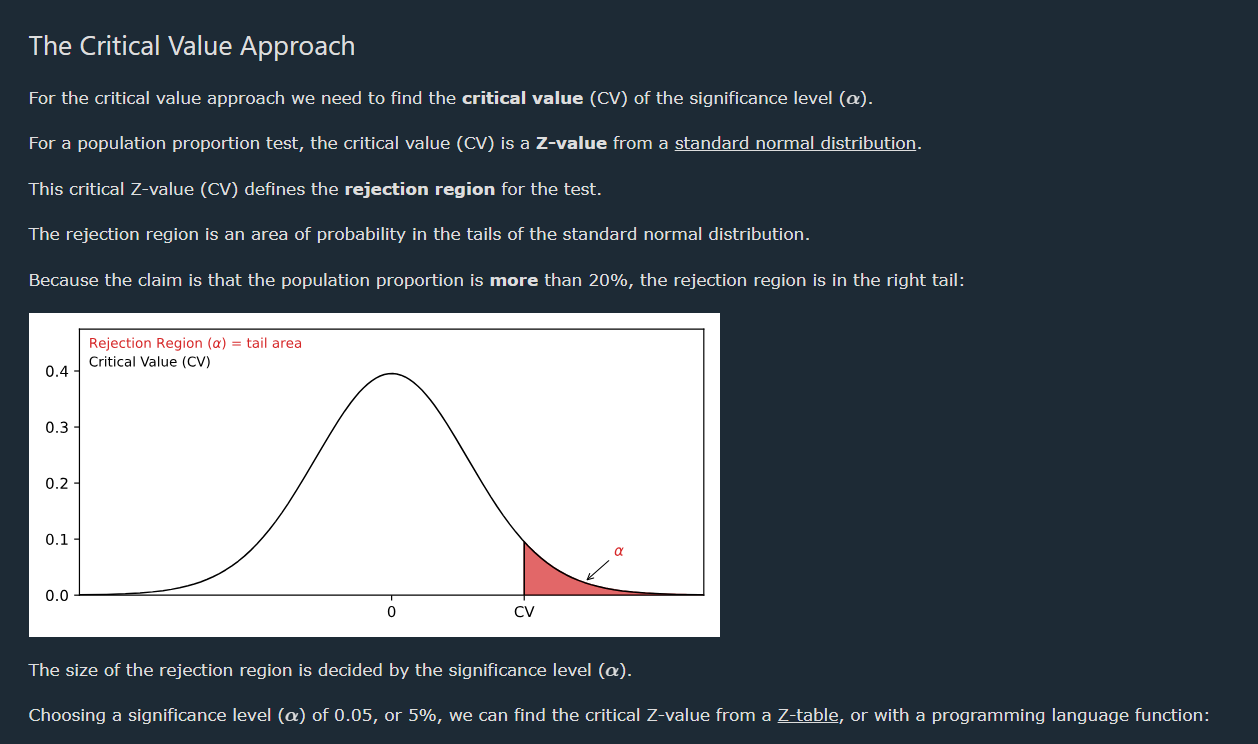 The Critical Value Approach
For the critical value approach we need to find the critical value (CV) of the significance level (α).
For a population proportion test, the critical value (CV) is a Z-value from a standard normal distribution.
This critical Z-value (CV) defines the rejection region for the test.
The rejection region is an area of probability in the tails of the standard normal distribution.
Because the claim is that the population proportion is more than 20%, the rejection region is in the right tail:
Rejection Region (α) = tail area
Critical Value (CV)
0.4
0.3
0.2
0.1
0.0
α
0
CV
The size of the rejection region is decided by the significance level (α).
Choosing a significance level (α) of 0.05, or 5%, we can find the critical Z-value from a Z-table, or with a programming language function: